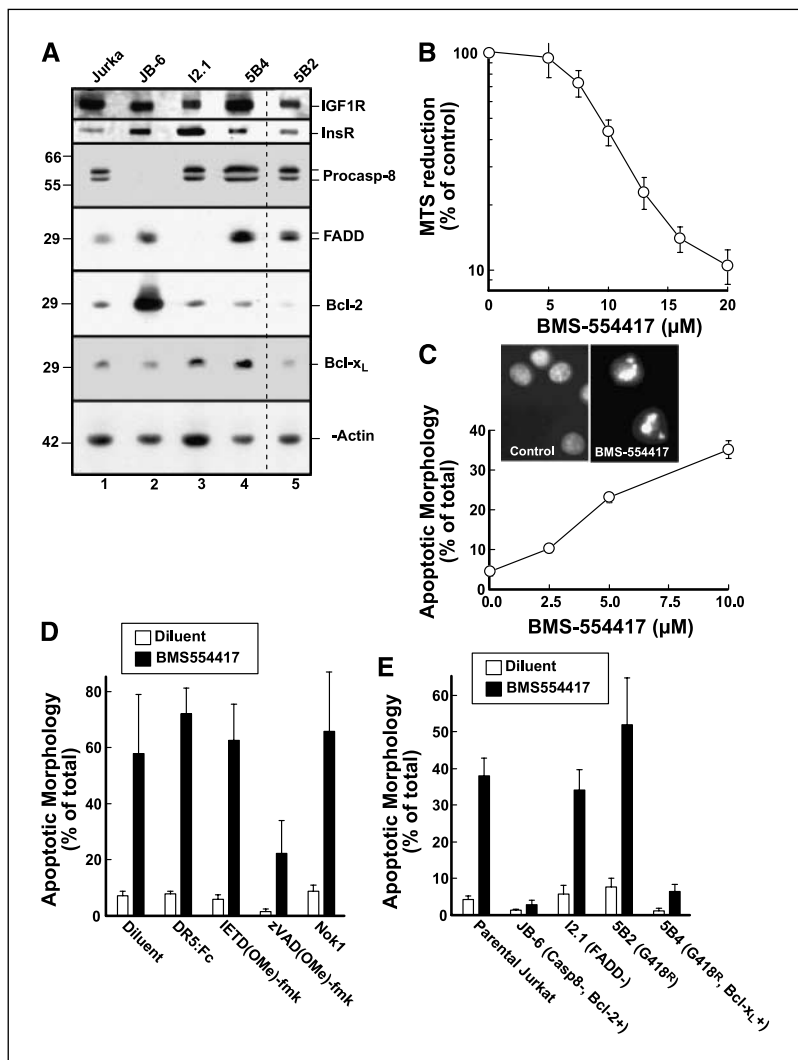 A
Jurka JB-6 I2.1 5B4 5B2
IGF1R
InsR
66
55
Procasp-8
29
FADD
29
Bcl-2
29
Bcl-xL
42
-Actin
1 2 3 4 5
B
MTS reduction
(% of control)
100
10
0 5 10 15 20
BMS-554417 (µM)
C
Control
BMS-554417
Apoptotic Morphology
(% of total)
40
30
20
10
0
0.0 2.5 5.0 7.5 10.0
BMS-554417 (µM)
D
Diluent
BMS554417
Apoptotic Morphology
(% of total)
80
60
40
20
0
Diluent
DR5:Fc
IETD(OMe)-fmk
zVAD(OMe)-fmk
Nok1
E
Diluent
BMS554417
Apoptotic Morphology
(% of total)
60
50
40
30
20
10
0
Parental Jurkat
JB-6 (Casp8-, Bcl-2+)
I2.1 (FADD-)
5B2 (G418R)
5B4 (G418R, Bcl-xL+)